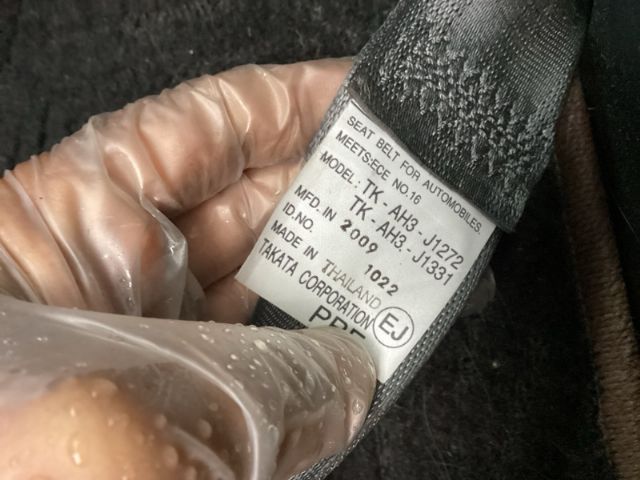 SEAT BELT FOR AUTOMOBILES.
MEETS:ECE NO.16
MODEL: TK - AH3 - J1272
TK - AH3 - J1331
MFD. IN 2009
ID.NO. 1022
MADE IN THAILAND
TAKATA CORPORATION EJ